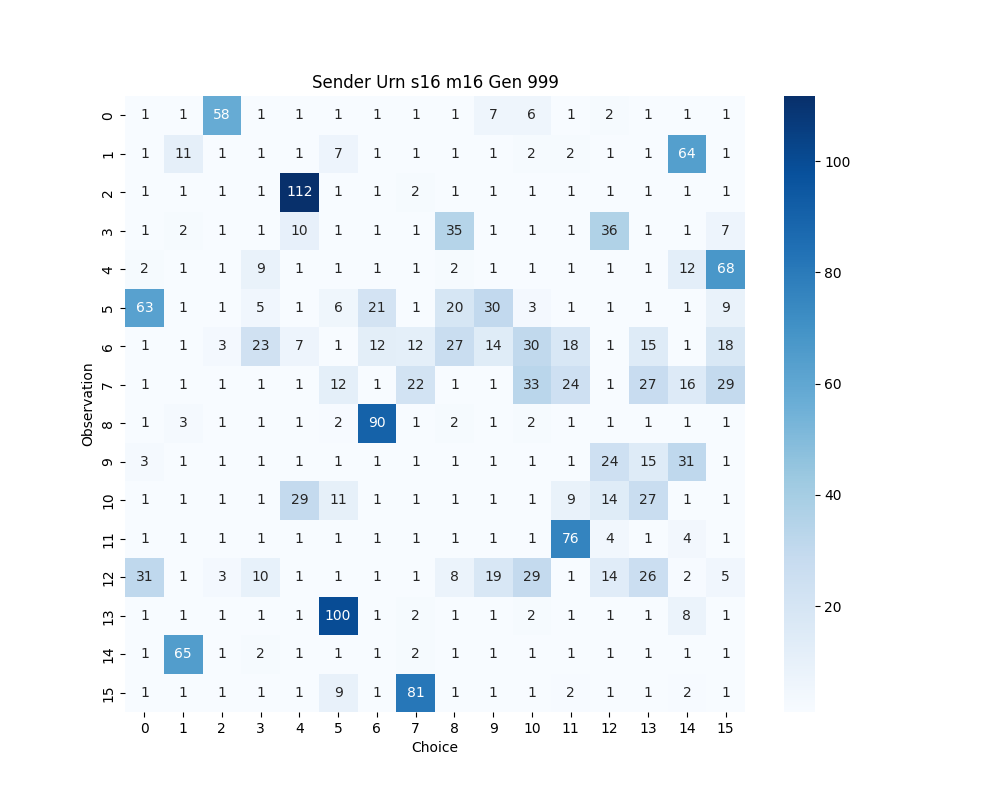 Sender Urn s16 m16 Gen 999
0 1 1 58 1 1 1 1 1 1 7 6 1 2 1 1 1
1 1 11 1 1 1 7 1 1 1 1 2 2 1 1 64 1
2 1 1 1 1 112 1 1 2 1 1 1 1 1 1 1 1
3 1 2 1 1 10 1 1 1 35 1 1 1 36 1 1 7
4 2 1 1 9 1 1 1 1 2 1 1 1 1 1 12 68
5 63 1 1 5 1 6 21 1 20 30 3 1 1 1 1 9
6 1 1 3 23 7 1 12 12 27 14 30 18 1 15 1 18
7 1 1 1 1 1 12 1 22 1 1 33 24 1 27 16 29
8 1 3 1 1 1 2 90 1 2 1 2 1 1 1 1 1
9 3 1 1 1 1 1 1 1 1 1 1 1 24 15 31 1
10 1 1 1 1 29 11 1 1 1 1 1 9 14 27 1 1
11 1 1 1 1 1 1 1 1 1 1 1 76 4 1 4 1
12 31 1 3 10 1 1 1 1 8 19 29 1 14 26 2 5
13 1 1 1 1 1 100 1 2 1 1 2 1 1 1 8 1
14 1 65 1 2 1 1 1 2 1 1 1 1 1 1 1 1
15 1 1 1 1 1 9 1 81 1 1 1 2 1 1 2 1
0 1 2 3 4 5 6 7 8 9 10 11 12 13 14 15
Choice
Observation
100
80
60
40
20